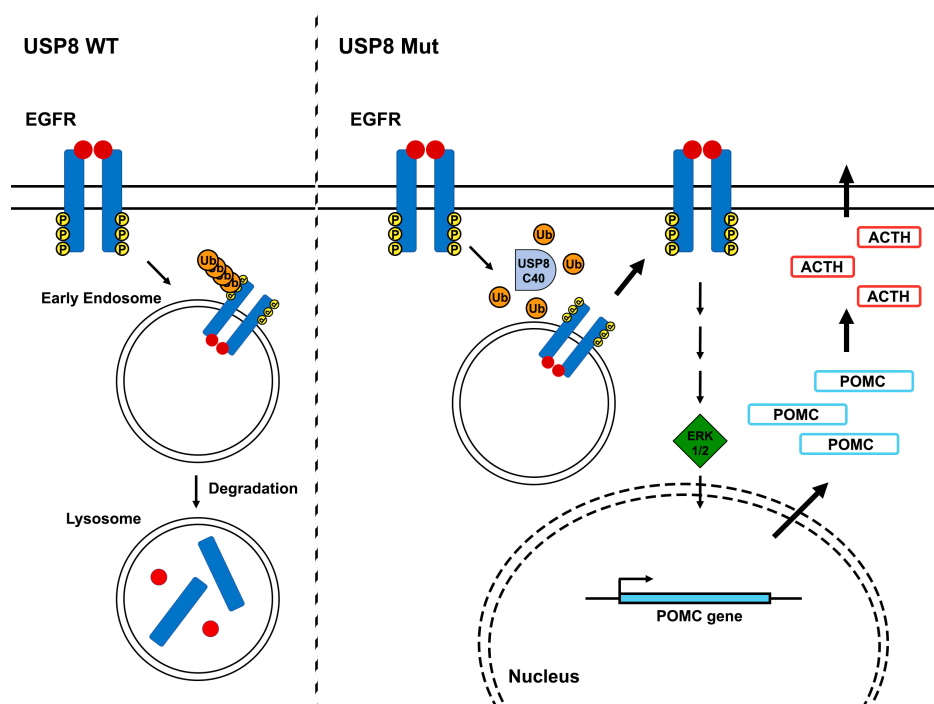 USP8 WT
EGFR
P
P
P
P
P
P
Ub
Ub
Ub
Ub
P
P
P
P
P
P
Early Endosome
Degradation
Lysosome
USP8 Mut
EGFR
P
P
P
P
P
P
Ub
USP8
C40
Ub
Ub
Ub
P
P
P
P
P
P
P
P
P
P
P
P
ERK
1/2
ACTH
ACTH
ACTH
POMC
POMC
POMC
POMC gene
Nucleus